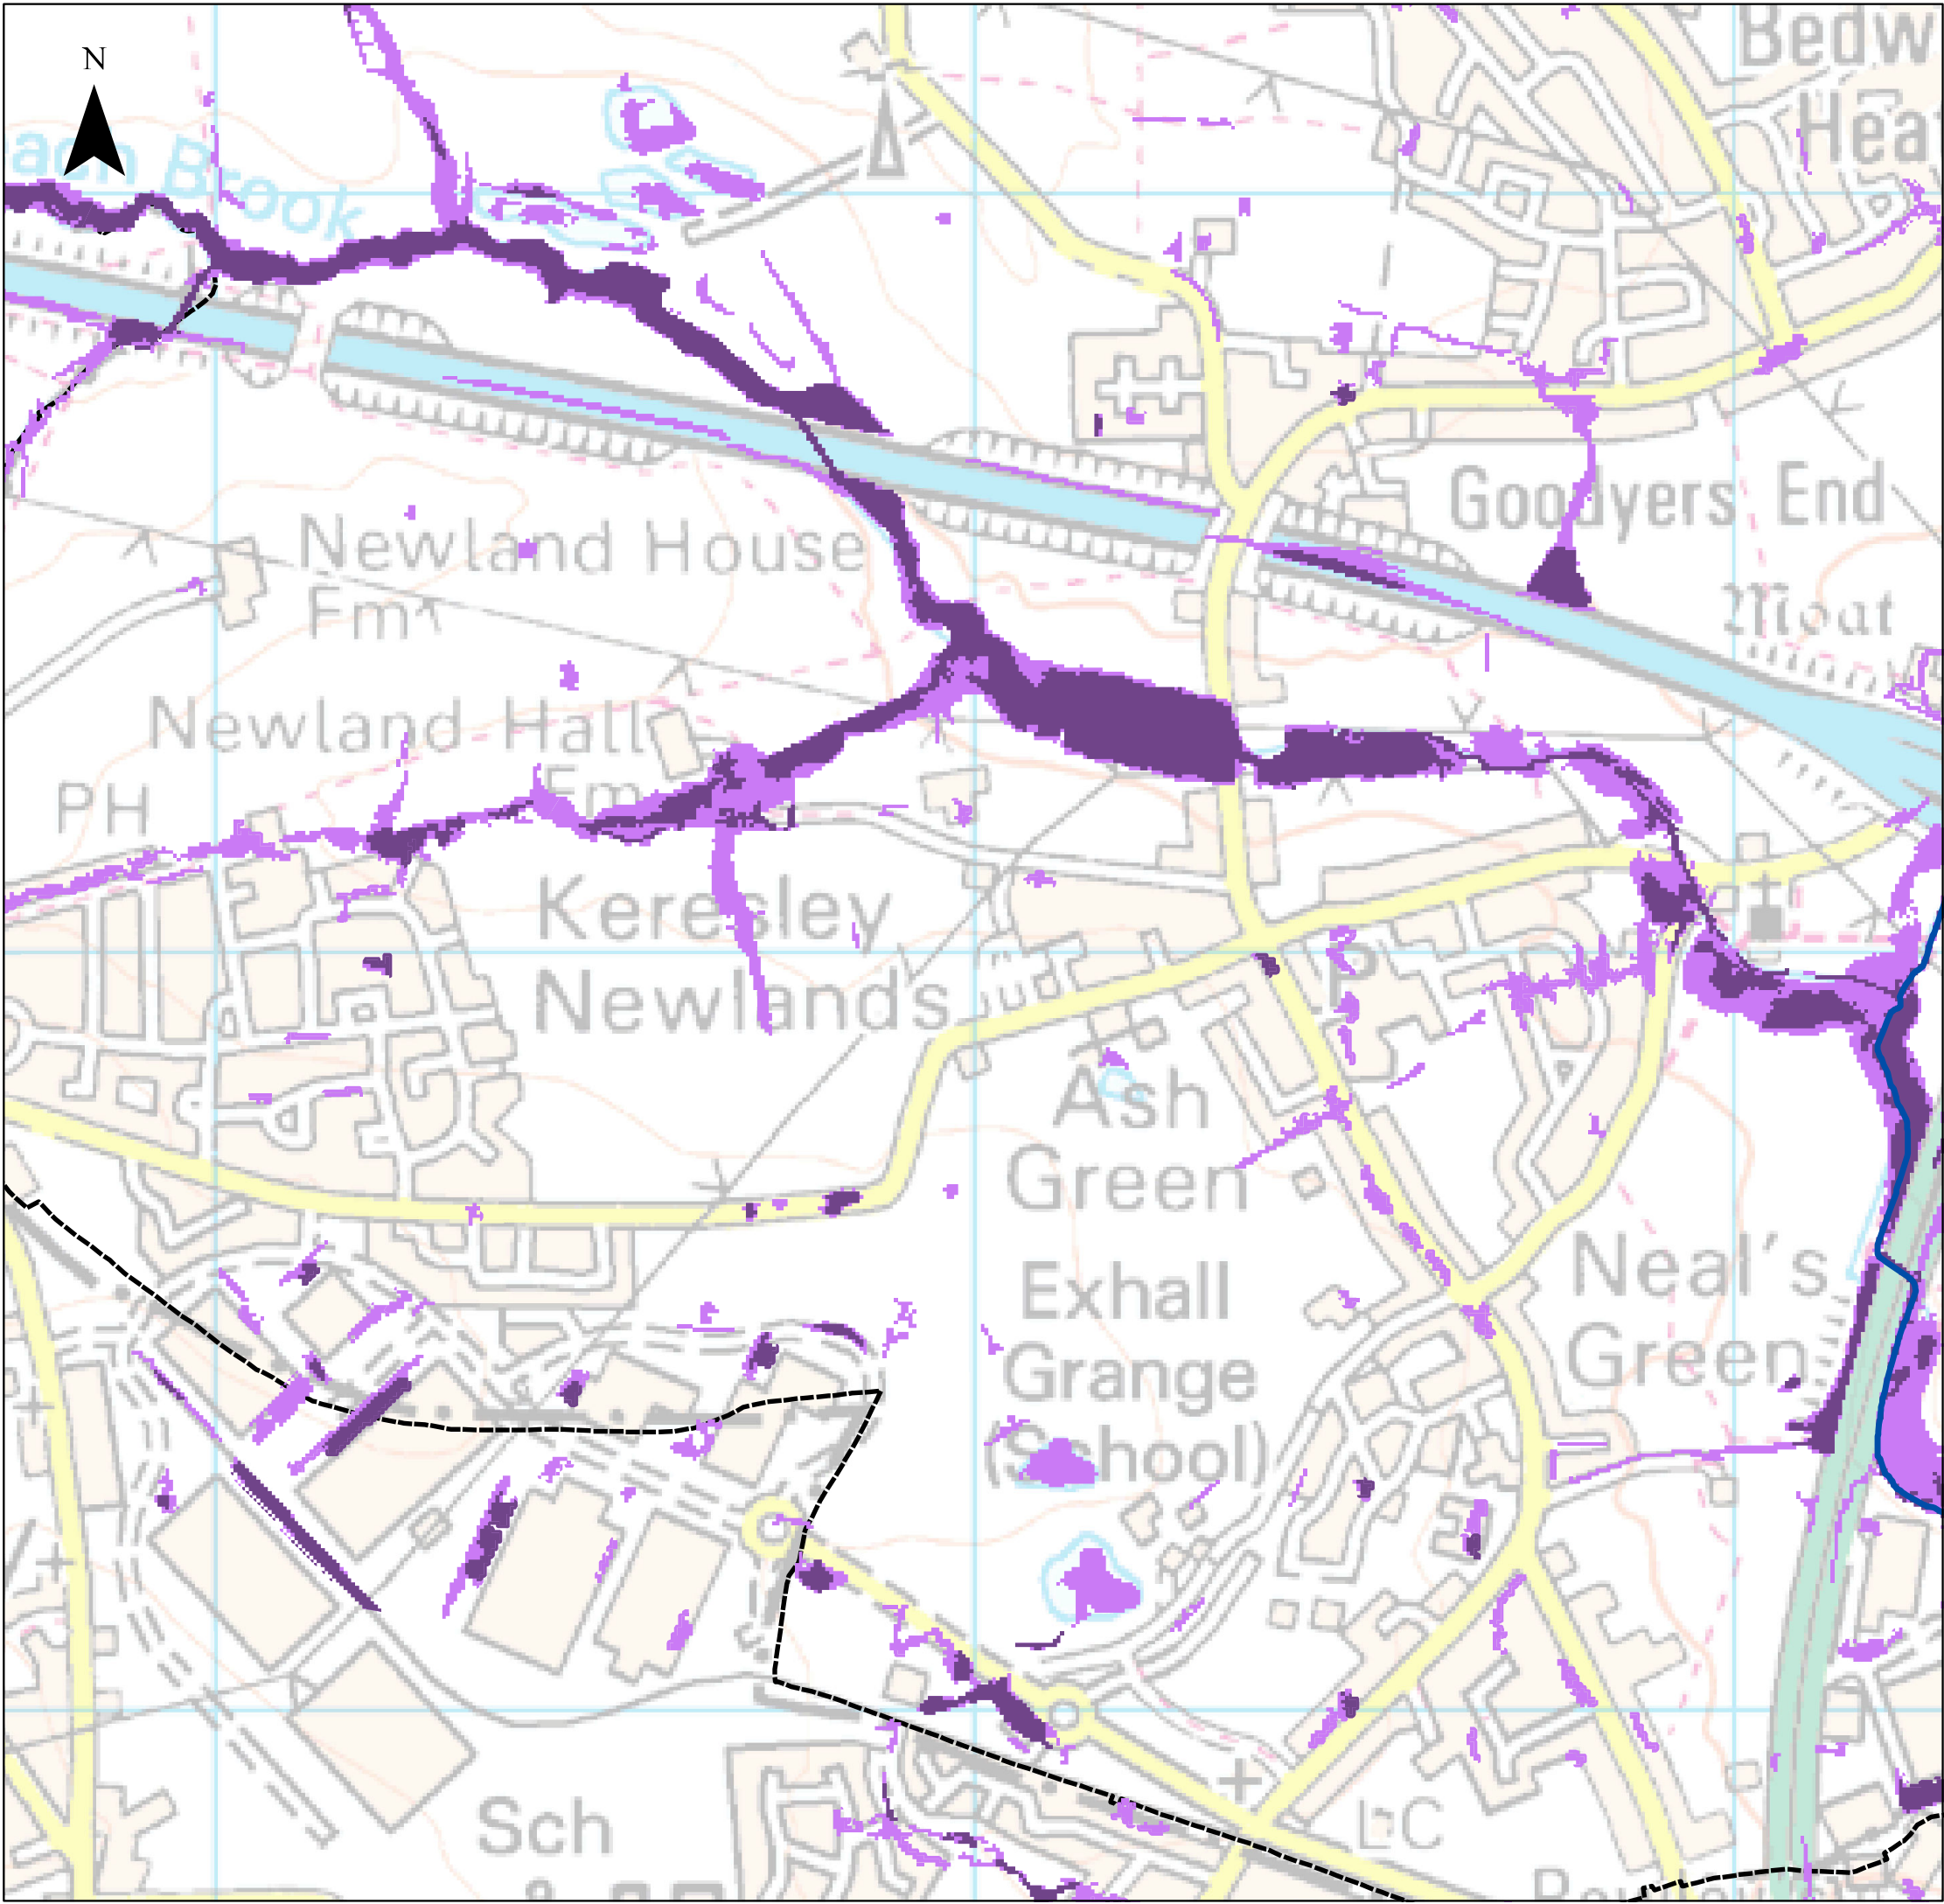 Bedw
N
Hea
Brook
Goodyers End
Newland House
Fm
Moat
Newland Hall
Fm
PH
Keresley
Newlands
P
Ash
Green
Neal's
Green
Exhall
Grange
(School)
Sch
LC